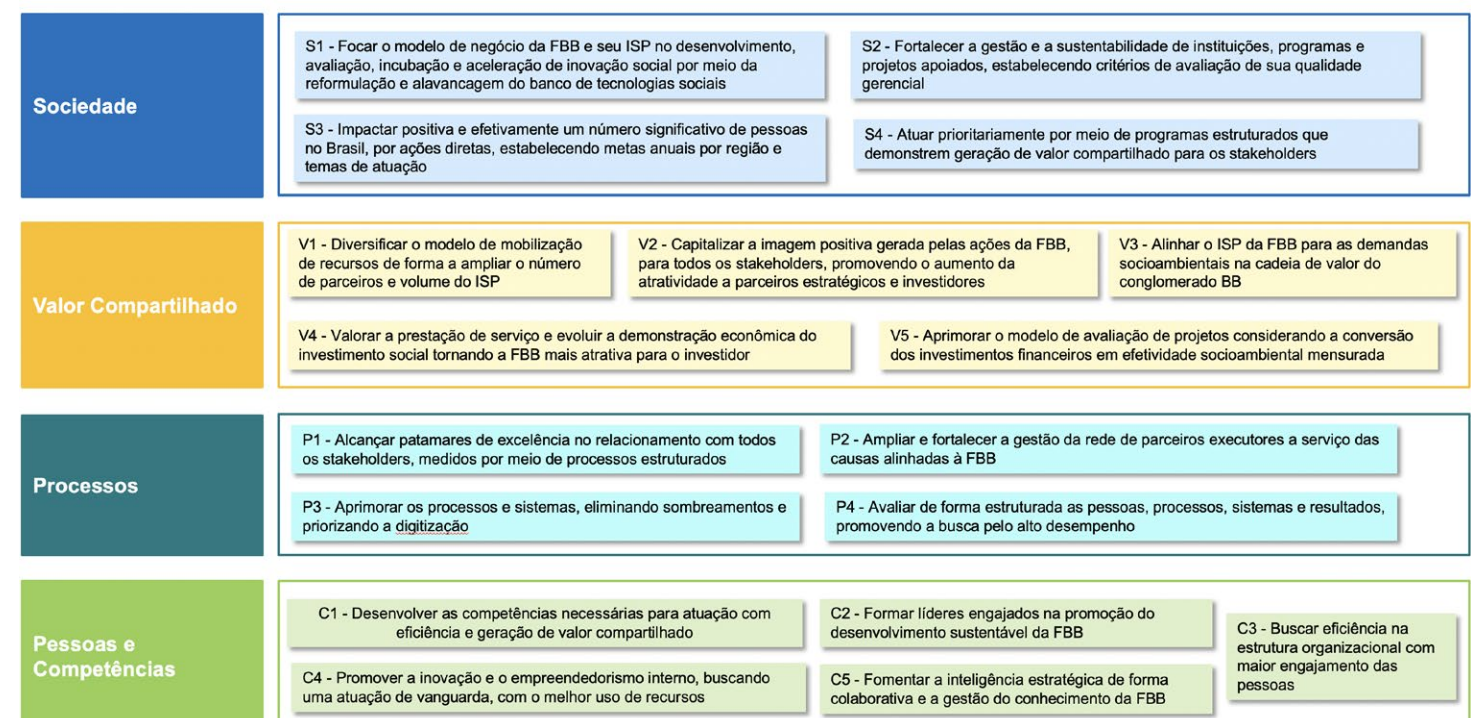 Sociedade
S1 - Focar o modelo de negócio da FBB e seu ISP no desenvolvimento,
avaliação, incubação e aceleração de inovação social por meio da
reformulação e alavancagem do banco de tecnologias sociais
S2 - Fortalecer a gestão e a sustentabilidade de instituições, programas e
projetos apoiados, estabelecendo critérios de avaliação de sua qualidade
gerencial
S3 - Impactar positiva e efetivamente um número significativo de pessoas
no Brasil, por ações diretas, estabelecendo metas anuais por região e
temas de atuação
S4 - Atuar prioritariamente por meio de programas estruturados que
demonstrem geração de valor compartilhado para os stakeholders
Valor Compartilhado
V1 - Diversificar o modelo de mobilização
de recursos de forma a ampliar o número
de parceiros e volume do ISP
V2 - Capitalizar a imagem positiva gerada pelas ações da FBB,
para todos os stakeholders, promovendo o aumento da
atratividade a parceiros estratégicos e investidores
V3 - Alinhar o ISP da FBB para as demandas
socioambientais na cadeia de valor do
conglomerado BB
V4 - Valorar a prestação de serviço e evoluir a demonstração econômica do
investimento social tornando a FBB mais atrativa para o investidor
V5 - Aprimorar o modelo de avaliação de projetos considerando a conversão
dos investimentos financeiros em efetividade socioambiental mensurada
Processos
P1 - Alcançar patamares de excelência no relacionamento com todos
os stakeholders, medidos por meio de processos estruturados
P2 - Ampliar e fortalecer a gestão da rede de parceiros executores a serviço das
causas alinhadas à FBB
P3 - Aprimorar os processos e sistemas, eliminando sombreamentos e
priorizando a digitização
P4 - Avaliar de forma estruturada as pessoas, processos, sistemas e resultados,
promovendo a busca pelo alto desempenho
Pessoas e
Competências
C1 - Desenvolver as competências necessárias para atuação com
eficiência e geração de valor compartilhado
C2 - Formar líderes engajados na promoção do
desenvolvimento sustentável da FBB
C3 - Buscar eficiência na
estrutura organizacional com
maior engajamento das
pessoas
C4 - Promover a inovação e o empreendedorismo interno, buscando
uma atuação de vanguarda, com o melhor uso de recursos
C5 - Fomentar a inteligência estratégica de forma
colaborativa e a gestão do conhecimento da FBB